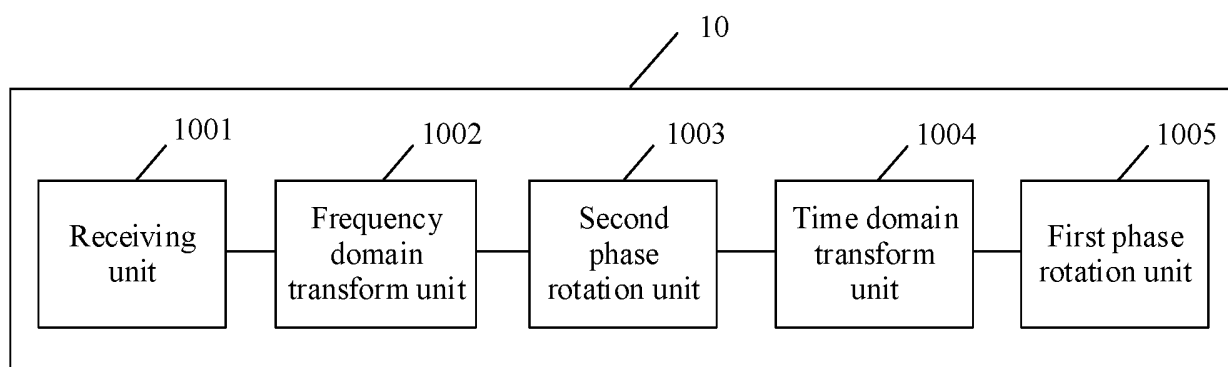 10
1001
1002
1003
1004
1005
Receiving
unit
Frequency
domain
transform unit
Second
phase
rotation unit
Time domain
transform
unit
First phase
rotation unit